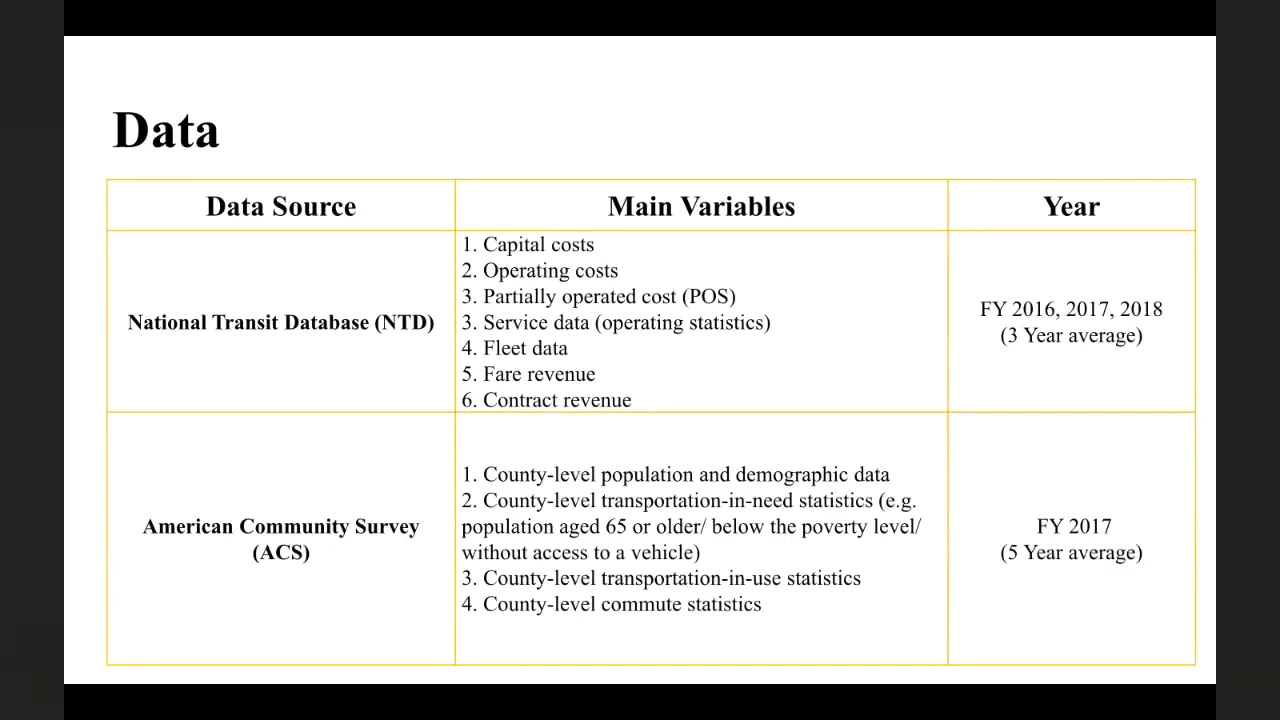 Data
Data Source
Main Variables
Year
National Transit Database (NTD)
1. Capital costs
2. Operating costs
3. Partially operated cost (POS)
3. Service data (operating statistics)
4. Fleet data
5. Fare revenue
6. Contract revenue
FY 2016, 2017, 2018
(3 Year average)
American Community Survey
(ACS)
1. County-level population and demographic data
2. County-level transportation-in-need statistics (e.g.
population aged 65 or older/ below the poverty level/
without access to a vehicle)
3. County-level transportation-in-use statistics
4. County-level commute statistics
FY 2017
(5 Year average)